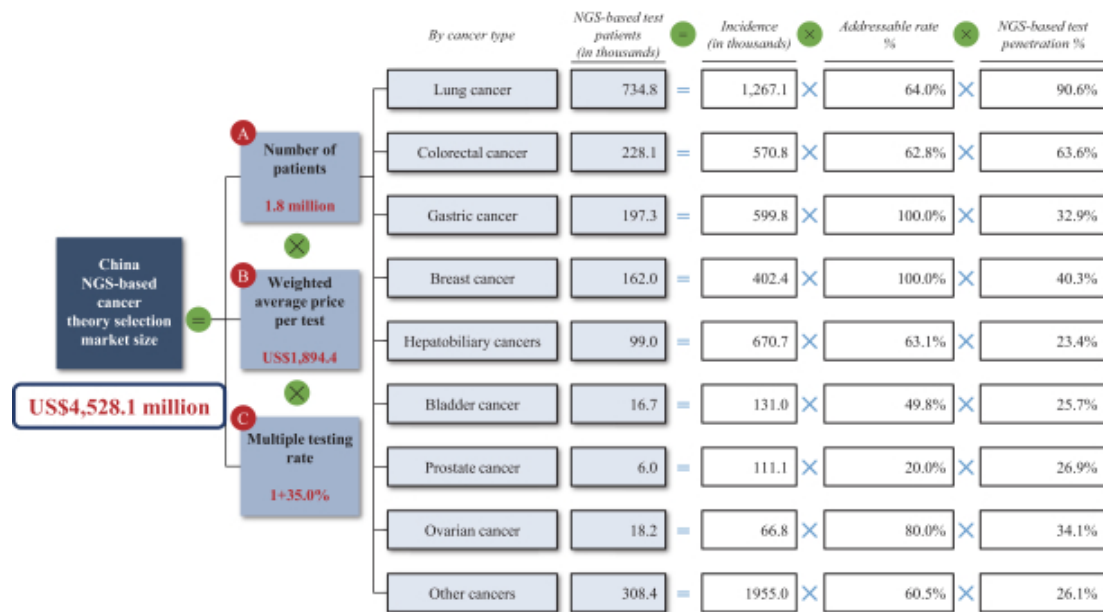 By cancer type
NGS-based test
patients
(in thousands)
=
Incidence
(in thousands)
×
Addressable rate
%
×
NGS-based test
penetration %
Lung cancer 734.8 = 1,267.1 × 64.0% × 90.6%
Colorectal cancer 228.1 = 570.8 × 62.8% × 63.6%
Gastric cancer 197.3 = 599.8 × 100.0% × 32.9%
Breast cancer 162.0 = 402.4 × 100.0% × 40.3%
Hepatobiliary cancers 99.0 = 670.7 × 63.1% × 23.4%
Bladder cancer 16.7 = 131.0 × 49.8% × 25.7%
Prostate cancer 6.0 = 111.1 × 20.0% × 26.9%
Ovarian cancer 18.2 = 66.8 × 80.0% × 34.1%
Other cancers 308.4 = 1955.0 × 60.5% × 26.1%
A
Number of
patients
1.8 million
×
B
Weighted
average price
per test
US$1,894.4
×
C
Multiple testing
rate
1+35.0%
=
China
NGS-based
cancer
theory selection
market size
US$4,528.1 million